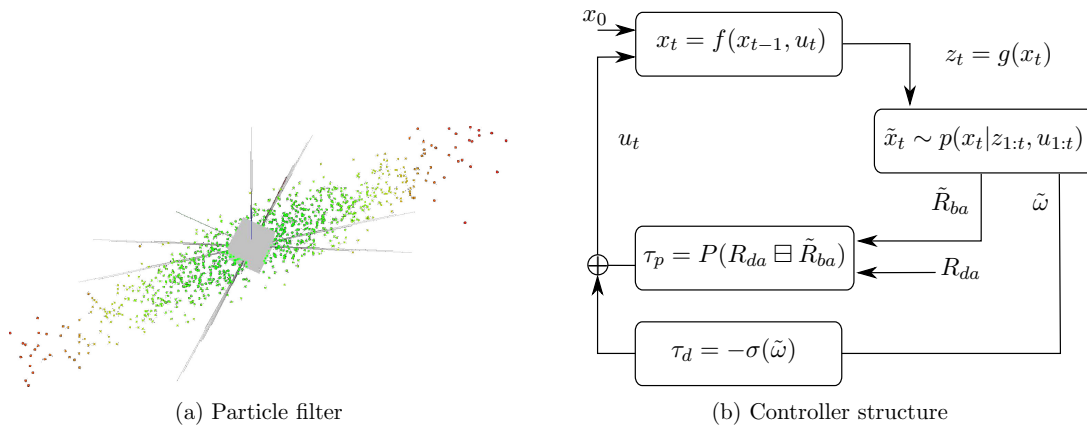 x_0
x_t = f(x_{t-1}, u_t)
z_t = g(x_t)
x̃_t ∼ p(x_t|z_{1:t}, u_{1:t})
u_t
R̃_{ba}
ω̃
τ_p = P(R_{da} ⊟ R̃_{ba})
R_{da}
τ_d = −σ(ω̃)
(a) Particle filter
(b) Controller structure